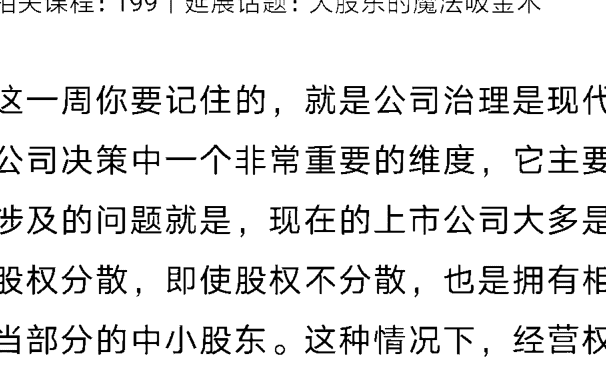 相关课程：199丨延展话题：大股东的魔法吸金术
这一周你要记住的，就是公司治理是现代
公司决策中一个非常重要的维度，它主要
涉及的问题就是，现在的上市公司大多是
股权分散，即使股权不分散，也是拥有相
当部分的中小股东。这种情况下，经营权